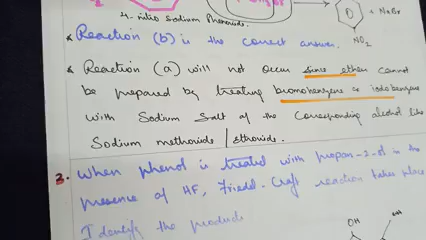 + NaBr
4. nitro Sodium Phenoxide.
NO2
* Reaction (b) is the correct answer.
* Reaction (a) will not occur since ether cannot
be prepared by treating bromobenzene or iodobenzene
with Sodium Salt of the Corresponding alcohol like
Sodium methoxide / Ethoxide.
3. When phenol is treated with propan-2-ol in the
presence of HF, Friedel-Craft reaction takes place
Identify the product
OH